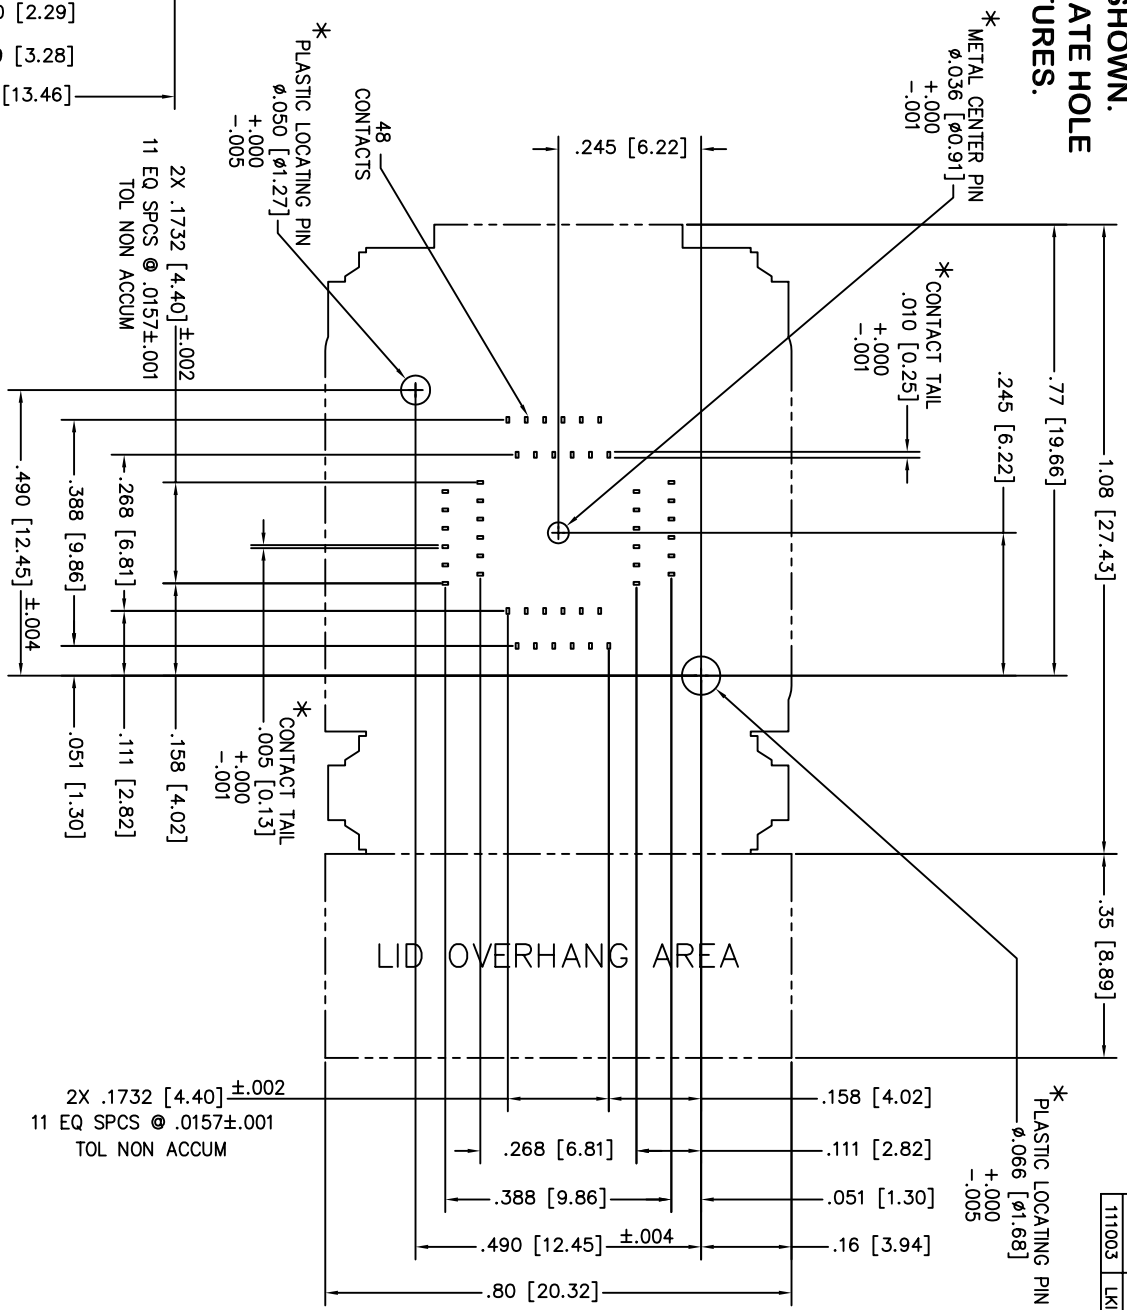 SHOWN.
ATE HOLE
TURES.
0 [2.29]
0 [3.28]
[13.46]
* METAL CENTER PIN
ø.036 [ø0.91]
+.000
-.001
* PLASTIC LOCATING PIN
ø.050 [ø1.27]
+.000
-.005
48
CONTACTS
.245 [6.22]
* CONTACT TAIL
.010 [0.25]
+.000
-.001
.245 [6.22]
.77 [19.66]
1.08 [27.43]
.35 [8.89]
2X .1732 [4.40] ±.002
11 EQ SPCS @ .0157±.001
TOL NON ACCUM
.490 [12.45] ±.004
.388 [9.86]
.268 [6.81]
.158 [4.02]
.111 [2.82]
.051 [1.30]
* CONTACT TAIL
.005 [0.13]
+.000
-.001
LID OVERHANG AREA
* PLASTIC LOCATING PIN
ø.066 [ø1.68]
+.000
-.005
2X .1732 [4.40] ±.002
11 EQ SPCS @ .0157±.001
TOL NON ACCUM
.158 [4.02]
.268 [6.81]
.111 [2.82]
.388 [9.86]
.051 [1.30]
.490 [12.45] ±.004
.16 [3.94]
.80 [20.32]
111003
LKI